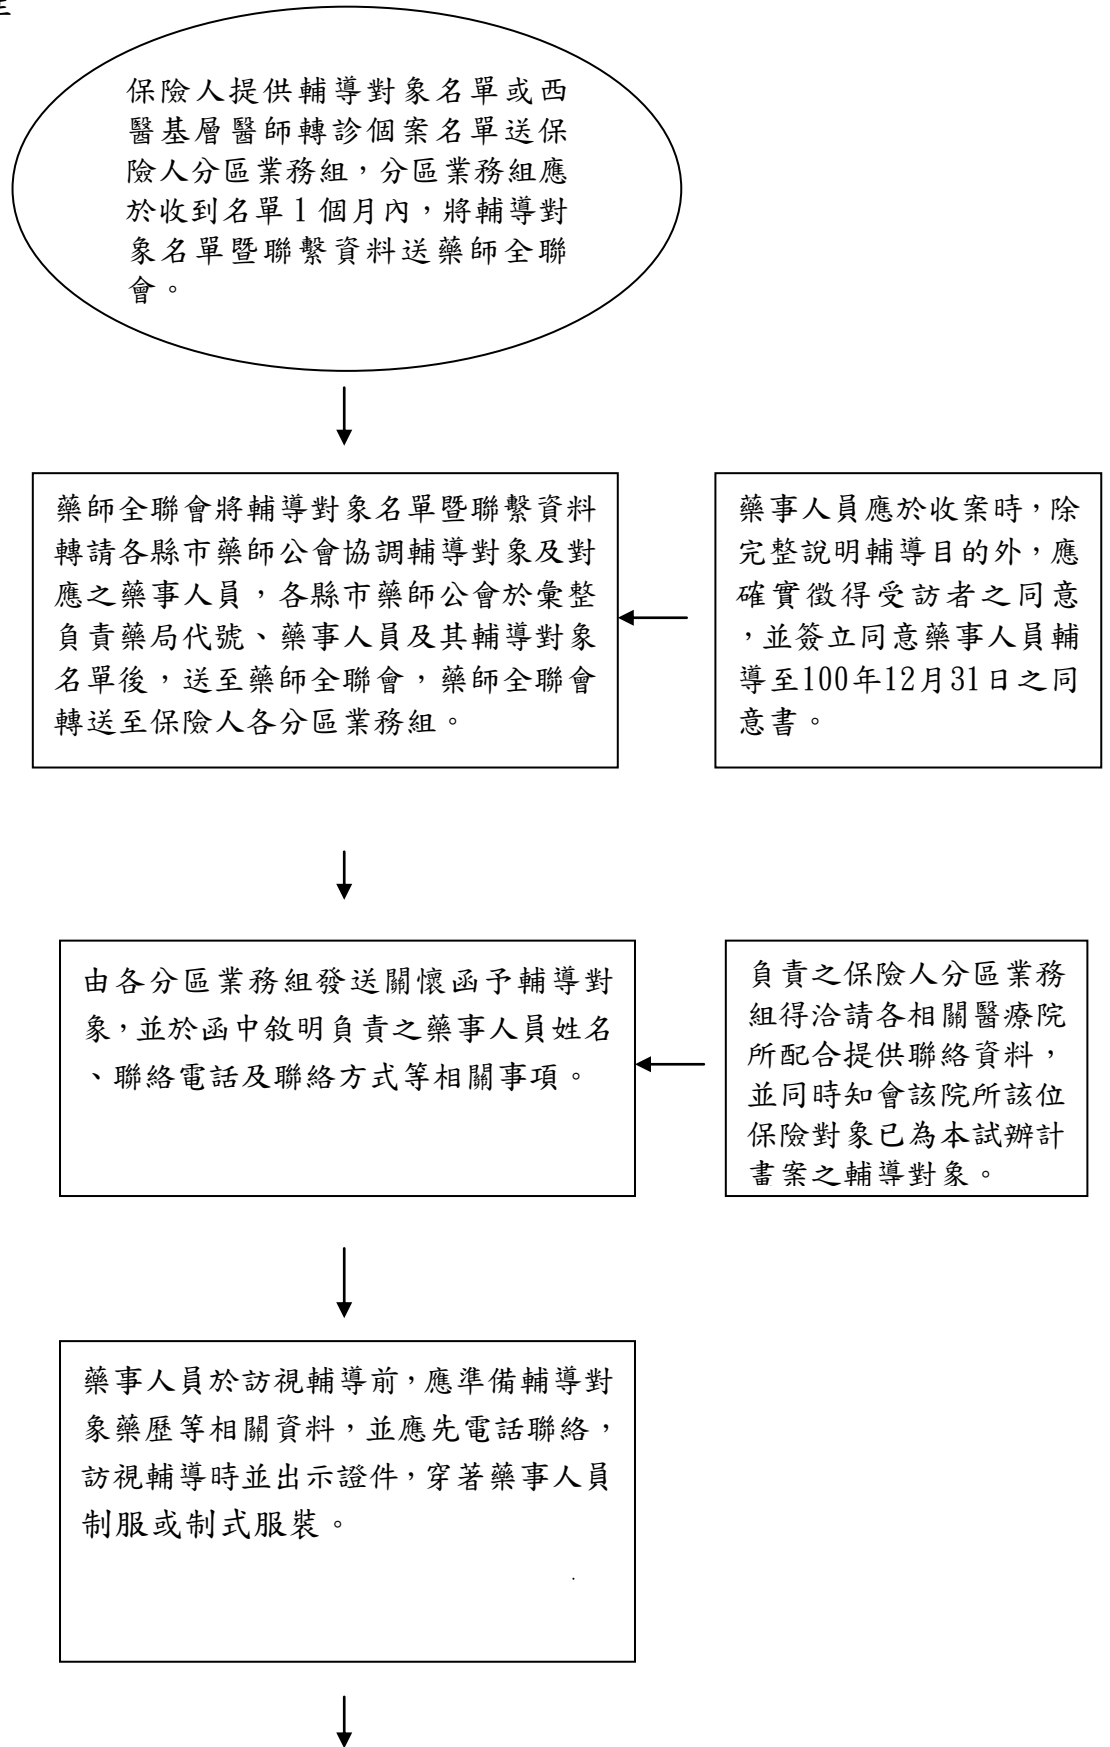 保險人提供輔導對象名單或西
醫基層醫師轉診個案名單送保
險人分區業務組，分區業務組應
於收到名單 1 個月內，將輔導對
象名單暨聯繫資料送藥師全聯
會。
藥師全聯會將輔導對象名單暨聯繫資料
轉請各縣市藥師公會協調輔導對象及對
應之藥事人員，各縣市藥師公會於彙整
負責藥局代號、藥事人員及其輔導對象
名單後，送至藥師全聯會，藥師全聯會
轉送至保險人各分區業務組。
藥事人員應於收案時，除
完整說明輔導目的外，應
確實徵得受訪者之同意
，並簽立同意藥事人員輔
導至100年12月31日之同
意書。
由各分區業務組發送關懷函予輔導對
象，並於函中敘明負責之藥事人員姓名
、聯絡電話及聯絡方式等相關事項。
負責之保險人分區業務
組得洽請各相關醫療院
所配合提供聯絡資料，
並同時知會該院所該位
保險對象已為本試辦計
畫案之輔導對象。
藥事人員於訪視輔導前，應準備輔導對
象藥歷等相關資料，並應先電話聯絡，
訪視輔導時並出示證件，穿著藥事人員
制服或制式服裝。